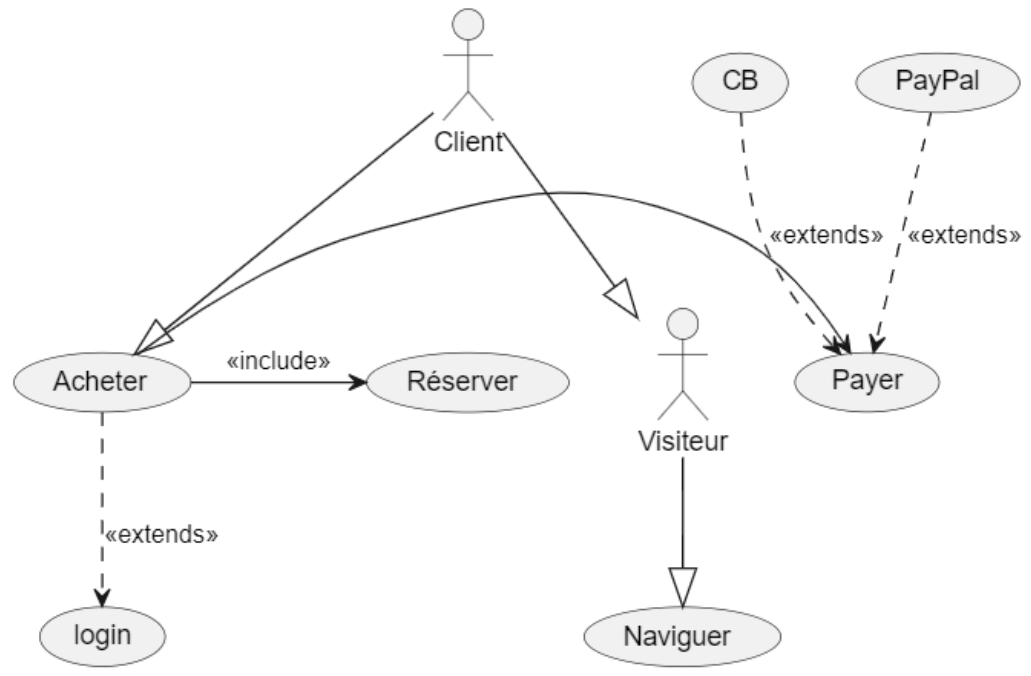 CB
PayPal
Client
«extends»
«extends»
«include»
Acheter
Réserver
Payer
Visiteur
«extends»
login
Naviguer